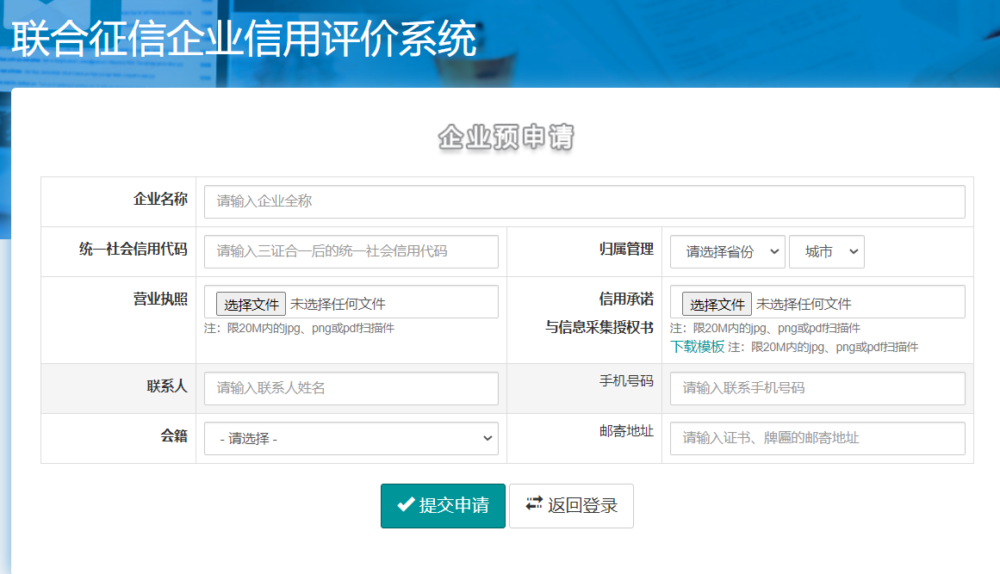 联合征信企业信用评价系统
企业预申请
企业名称 请输入企业全称
统一社会信用代码 请输入三证合一后的统一社会信用代码 归属管理 请选择省份 城市
营业执照 选择文件 未选择任何文件
注：限20M内的jpg、png或pdf扫描件
信用承诺
与信息采集授权书
选择文件 未选择任何文件
注：限20M内的jpg、png或pdf扫描件
下载模板 注：限20M内的jpg、png或pdf扫描件
联系人 请输入联系人姓名 手机号码 请输入联系手机号码
会籍 - 请选择 - 邮寄地址 请输入证书、牌匾的邮寄地址
提交申请 返回登录